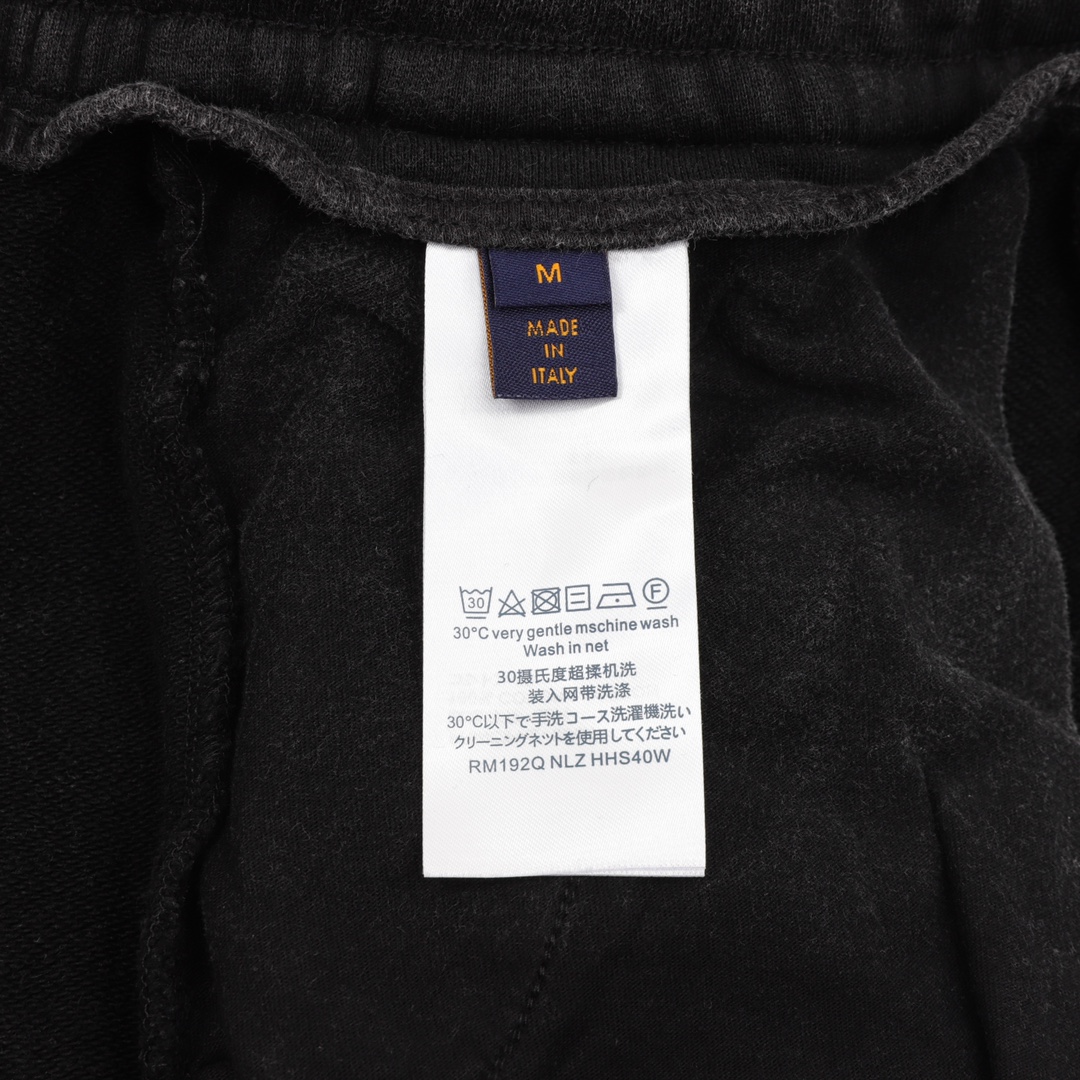 M
MADE
IN
ITALY
30
F
30°C very gentle mschine wash
Wash in net
30摄氏度超揉机洗
装入网带洗涤
30°C以下で手洗コース洗濯機洗い
クリーニングネットを使用してください
RM192Q NLZ HHS40W